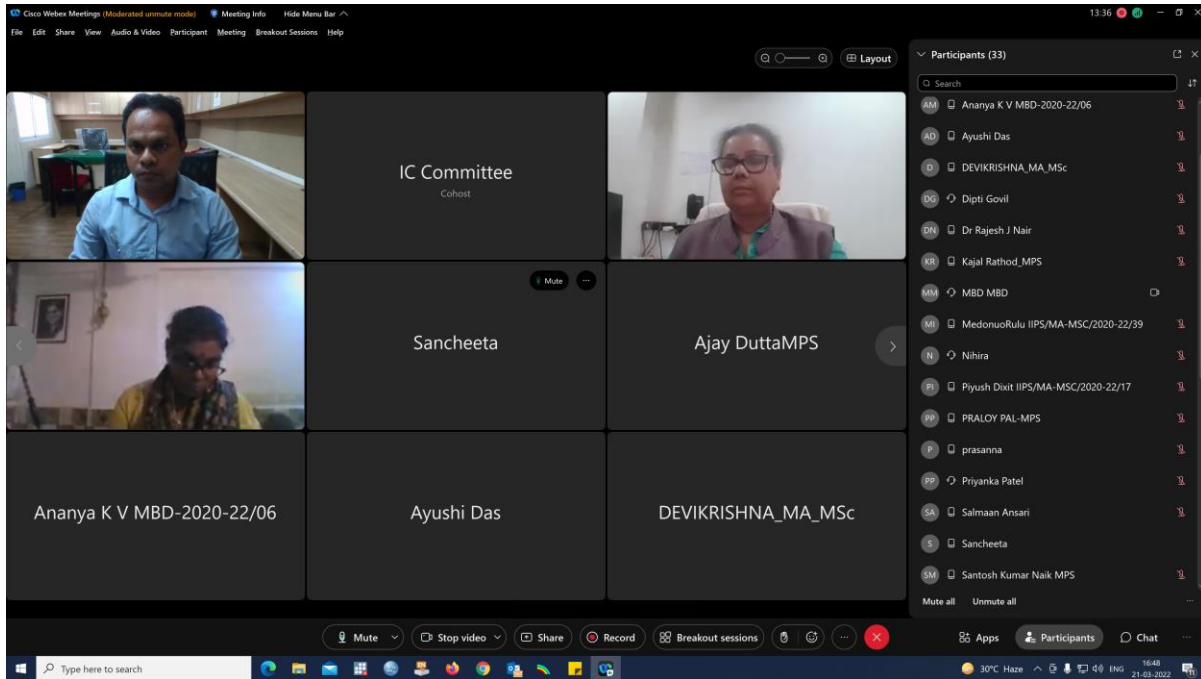 Cisco Webex Meetings (Moderated unmute mode) Meeting Info Hide Menu Bar 13:36
File Edit Share View Audio & Video Participant Meeting Breakout Sessions Help
Layout
Participants (33)
Search
IC Committee
Cohost
Mute
Sancheeta
Ajay DuttaMPS
Ananya K V MBD-2020-22/06
Ayushi Das
DEVIKRISHNA_MA_MSc
AM Ananya K V MBD-2020-22/06
AD Ayushi Das
D DEVIKRISHNA_MA_MSc
DG Dipti Govil
DN Dr Rajesh J Nair
KR Kajal Rathod_MPS
MM MBD MBD
MI MedonuoRulu IIPS/MA-MSC/2020-22/39
N Nihira
PI Piyush Dixit IIPS/MA-MSC/2020-22/17
PP PRALOY PAL-MPS
P prasanna
PP Priyanka Patel
SA Salmaan Ansari
S Sancheeta
SM Santosh Kumar Naik MPS
Mute all Unmute all
Mute Stop video Share Record Breakout sessions Apps Participants Chat
Type here to search 30°C Haze ENG 16:48
21-03-2022